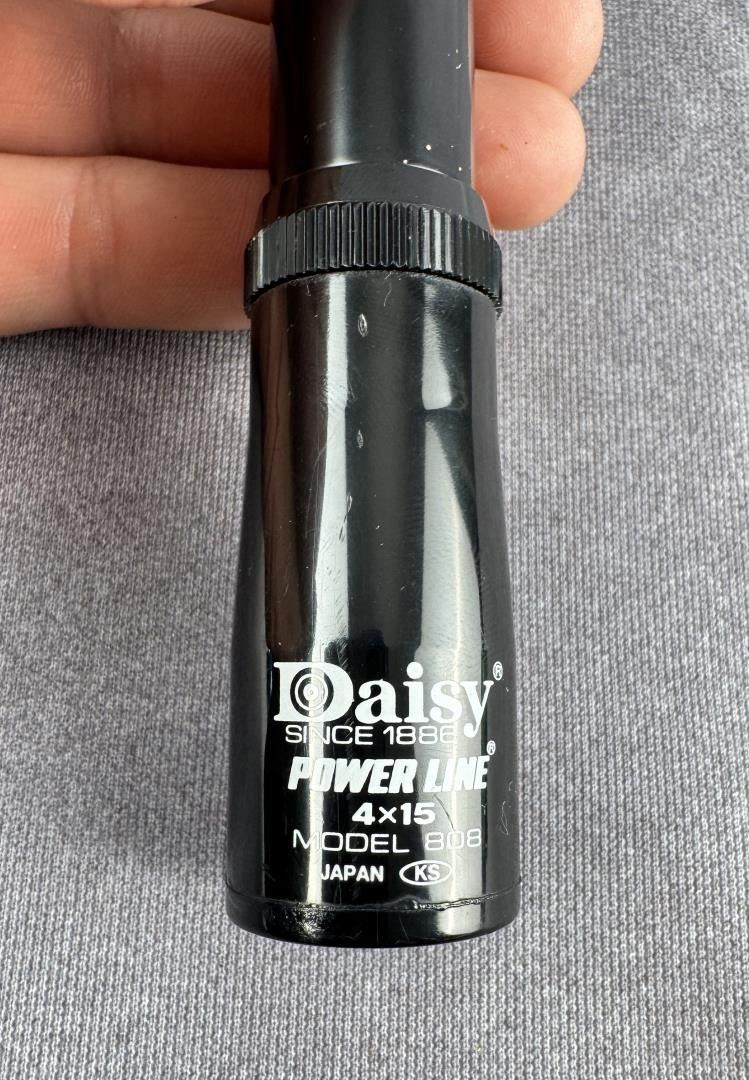 Daisy®
SINCE 1886
POWER LINE®
4×15
MODEL 808
JAPAN KS